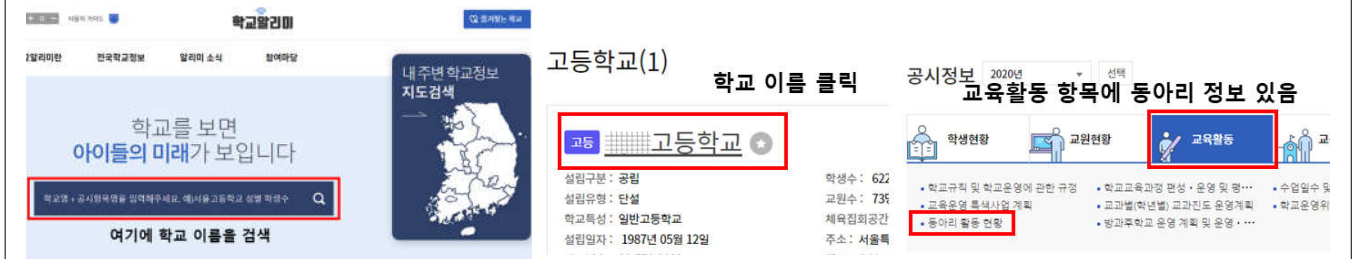 학교알리미
즐겨찾는 학교
전국학교정보
알리미 소식
참여마당
내 주변 학교정보
지도검색
학교를 보면
아이들의 미래가 보입니다
학교명 + 공시항목명을 입력해주세요. 예)서울고등학교 성별 학생수
여기에 학교 이름을 검색
고등학교(1)
학교 이름 클릭
고등 고등학교
설립구분 : 공립
설립유형 : 단설
학교특성 : 일반고등학교
설립일자 : 1987년 05월 12일
학생수 : 622
교원수 :
체육집회공간
주소 : 서울특
공시정보 2020년 선택
교육활동 항목에 동아리 정보 있음
학생현황
교원현황
교육활동
학교규칙 및 학교운영에 관한 규정
교육운영 특색사업 계획
동아리 활동 현황
학교교육과정 편성·운영 및 평···
교과별(학년별) 교과진도 운영계획
방과후학교 운영 계획 및 운영····
수업일수 및
학교운영위